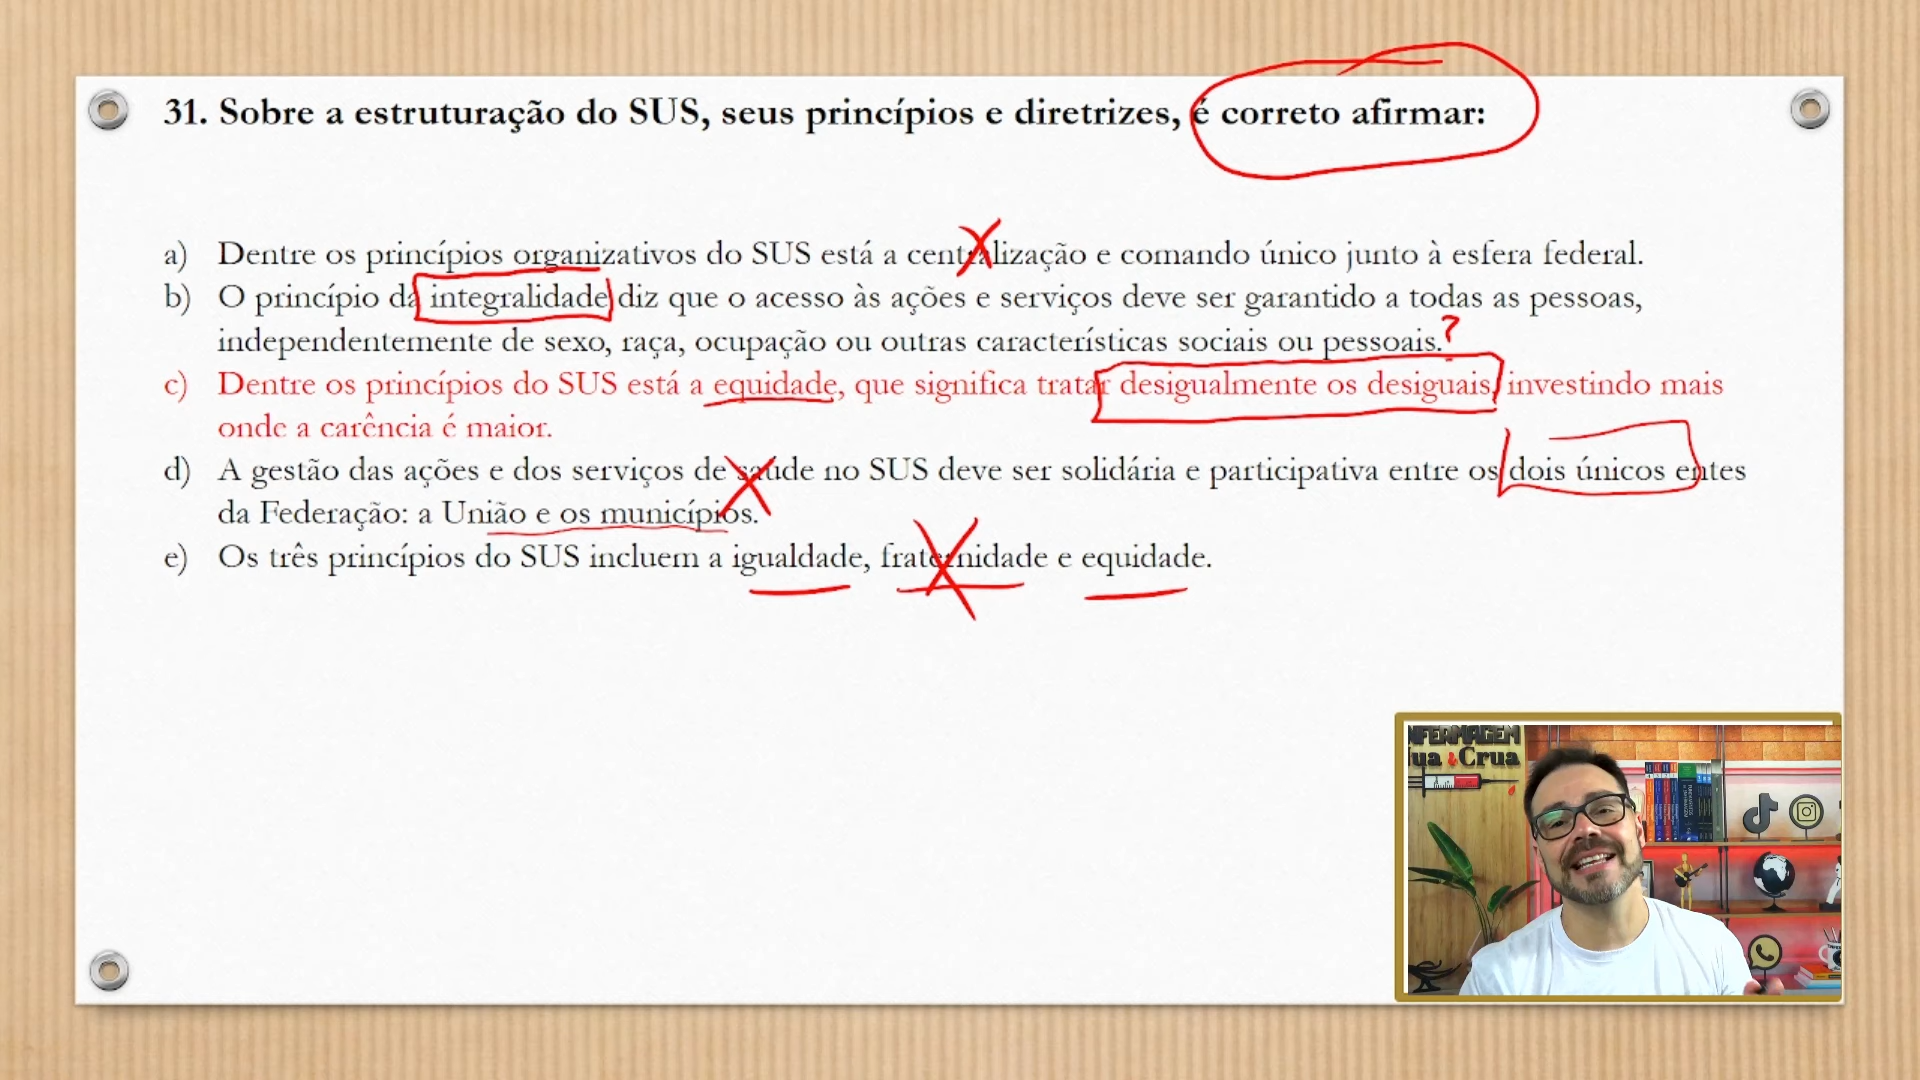 31. Sobre a estruturação do SUS, seus princípios e diretrizes, é correto afirmar:
a) Dentre os princípios organizativos do SUS está a centralização e comando único junto à esfera federal.
b) O princípio da integralidade diz que o acesso às ações e serviços deve ser garantido a todas as pessoas,
independentemente de sexo, raça, ocupação ou outras características sociais ou pessoais. ?
c) Dentre os princípios do SUS está a equidade, que significa tratar desigualmente os desiguais, investindo mais
onde a carência é maior.
d) A gestão das ações e dos serviços de saúde no SUS deve ser solidária e participativa entre os dois únicos entes
da Federação: a União e os municípios.
e) Os três princípios do SUS incluem a igualdade, fraternidade e equidade.
NFERMAGEM
ua & Crua